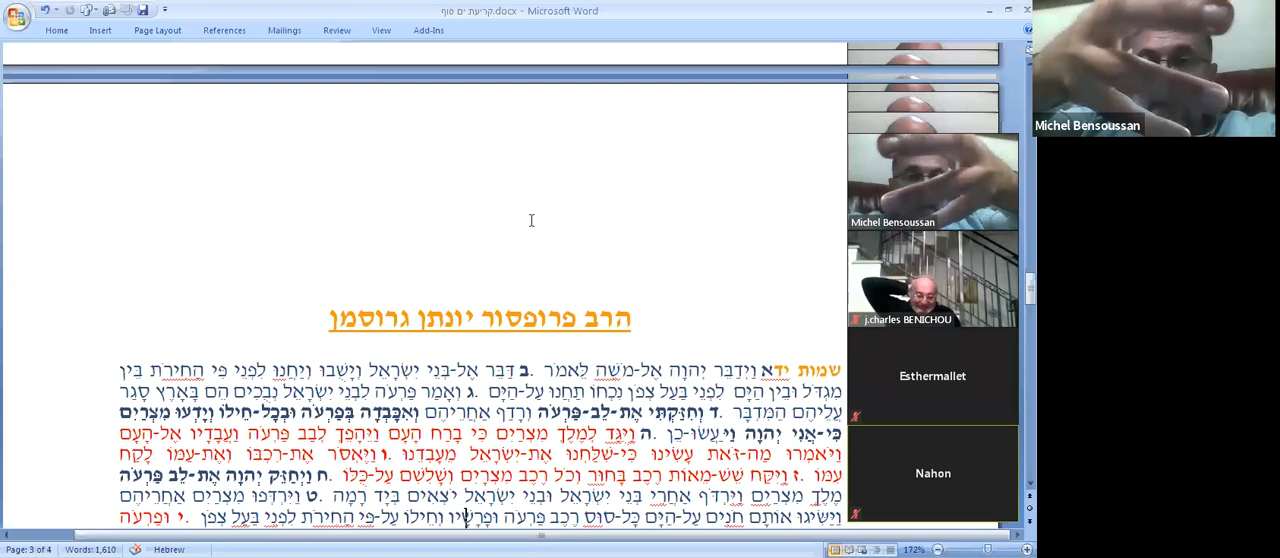 קריעת ים סוף.docx - Microsoft Word
Home Insert Page Layout References Mailings Review View Add-Ins
Michel Bensoussan
Michel Bensoussan
j.charles BENICHOU
Esthermallet
Nahon
הרב פרופסור יונתן גרוסמן
שמות יד א וַיְדַבֵּר יְהוָה אֶל-מֹשֶׁה לֵּאמֹר. ב דַּבֵּר אֶל-בְּנֵי יִשְׂרָאֵל וְיָשֻׁבוּ וְיַחֲנוּ לִפְנֵי פִּי הַחִירֹת בֵּין
מִגְדֹּל וּבֵין הַיָּם לִפְנֵי בַּעַל צְפֹן נִכְחוֹ תַחֲנוּ עַל-הַיָּם. ג וְאָמַר פַּרְעֹה לִבְנֵי יִשְׂרָאֵל נְבֻכִים הֵם בָּאָרֶץ סָגַר
עֲלֵיהֶם הַמִּדְבָּר. ד וְחִזַּקְתִּי אֶת-לֵב-פַּרְעֹה וְרָדַף אַחֲרֵיהֶם וְאִכָּבְדָה בְּפַרְעֹה וּבְכָל-חֵילוֹ וְיָדְעוּ מִצְרַיִם
כִּי-אֲנִי יְהוָה וַיַּעֲשׂוּ-כֵן. ה וַיֻּגַּד לְמֶלֶךְ מִצְרַיִם כִּי בָרַח הָעָם וַיֵּהָפֵךְ לְבַב פַּרְעֹה וַעֲבָדָיו אֶל-הָעָם
וַיֹּאמְרוּ מַה-זֹּאת עָשִׂינוּ כִּי-שִׁלַּחְנוּ אֶת-יִשְׂרָאֵל מֵעָבְדֵנוּ. ו וַיֶּאְסֹר אֶת-רִכְבּוֹ וְאֶת-עַמּוֹ לָקַח
עִמּוֹ. ז וַיִּקַּח שֵׁשׁ-מֵאוֹת רֶכֶב בָּחוּר וְכֹל רֶכֶב מִצְרָיִם וְשָׁלִשִׁם עַל-כֻּלּוֹ. ח וַיְחַזֵּק יְהוָה אֶת-לֵב פַּרְעֹה
מֶלֶךְ מִצְרַיִם וַיִּרְדֹּף אַחֲרֵי בְּנֵי יִשְׂרָאֵל וּבְנֵי יִשְׂרָאֵל יֹצְאִים בְּיָד רָמָה. ט וַיִּרְדְּפוּ מִצְרַיִם אַחֲרֵיהֶם
וַיַּשִּׂיגוּ אוֹתָם חֹנִים עַל-הַיָּם כָּל-סוּס רֶכֶב פַּרְעֹה וּפָרָשָׁיו וְחֵילוֹ עַל-פִּי הַחִירֹת לִפְנֵי בַּעַל צְפֹן. י וּפַרְעֹה
Page: 3 of 4 Words: 1,610 Hebrew 172%